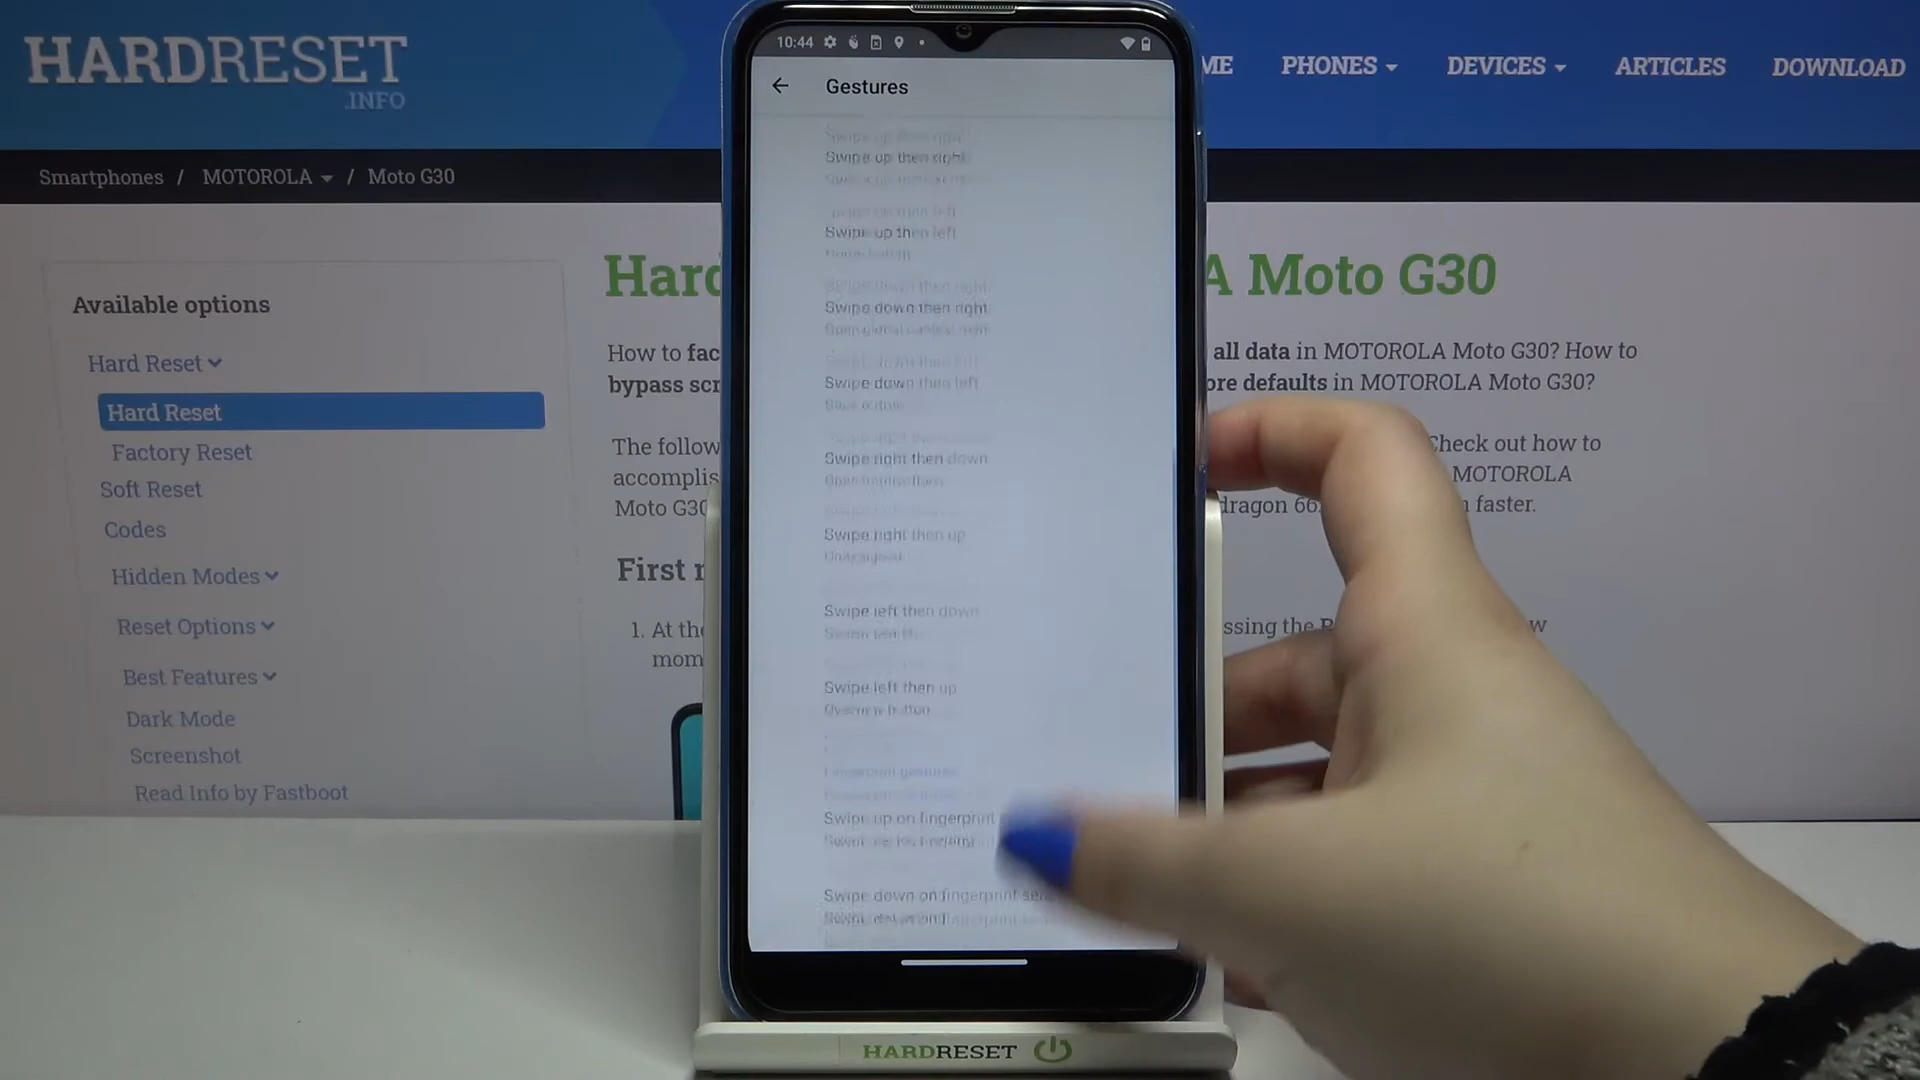 HARDRESET
.INFO
ME PHONES DEVICES ARTICLES DOWNLOAD
Smartphones / MOTOROLA / Moto G30
Available options
Hard Reset
Hard Reset
Factory Reset
Soft Reset
Codes
Hidden Modes
Reset Options
Best Features
Dark Mode
Screenshot
Read Info by Fastboot
Hard A Moto G30
How to fac all data in MOTOROLA Moto G30? How to
bypass scr ore defaults in MOTOROLA Moto G30?
The follow Check out how to
accomplis MOTOROLA
Moto G30 dragon 66 faster.
First
1. At the ssing the
mom
10:44
Gestures
Swipe up then right
Swipe up then left
Swipe down then right
Swipe down then left
Swipe right then down
Swipe right then up
Swipe left then down
Swipe left then up
Overview button
Fingerprint gestures
Swipe up on fingerprint
Swipe down on fingerprint sen
HARDRESET